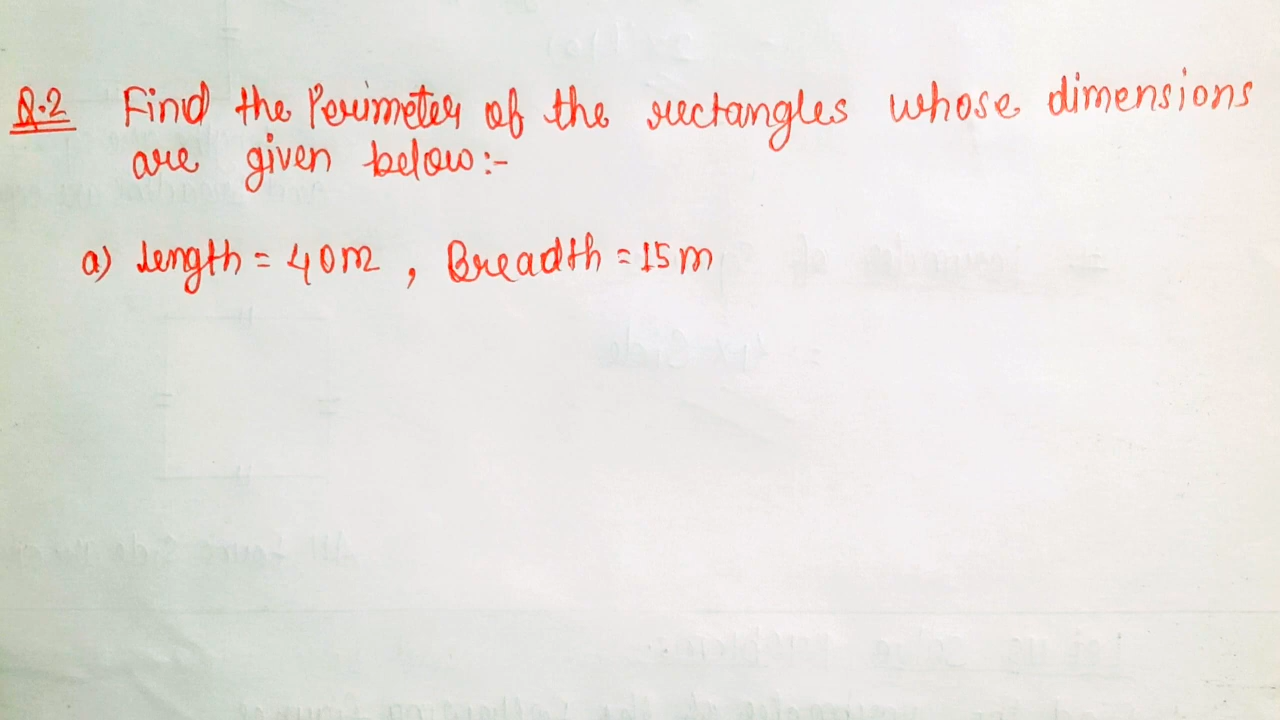 Q.2 Find the Perimeter of the rectangles whose dimensions
are given below:-
a) length = 40m , Breadth = 15m